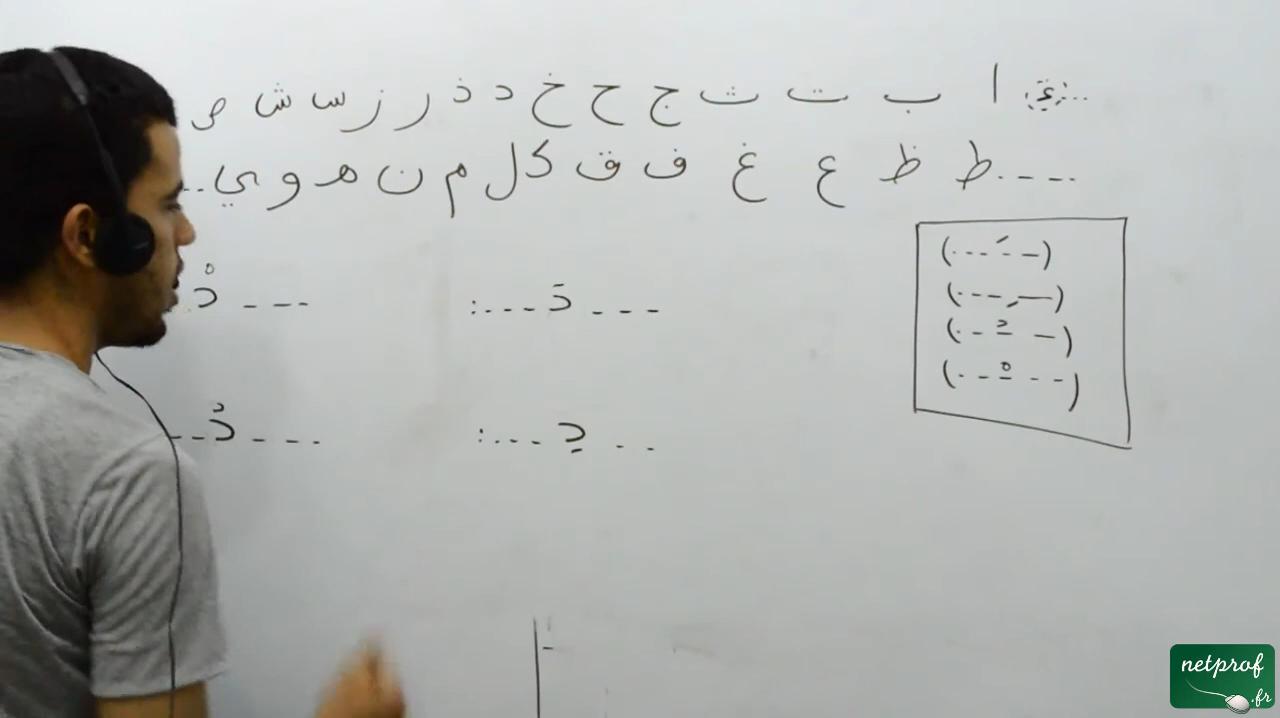 ...ء: ا ب ت ث ج ح خ د ذ ر ز س ش ص
....ط ظ ع غ ف ق ك ل م ن ه و ي..
(...َ-)
(---ِ-)
(--ُ-)
(--ْ--)
---دَ---:
---دْ
--دِ---:
---دُ--
netprof
.fr